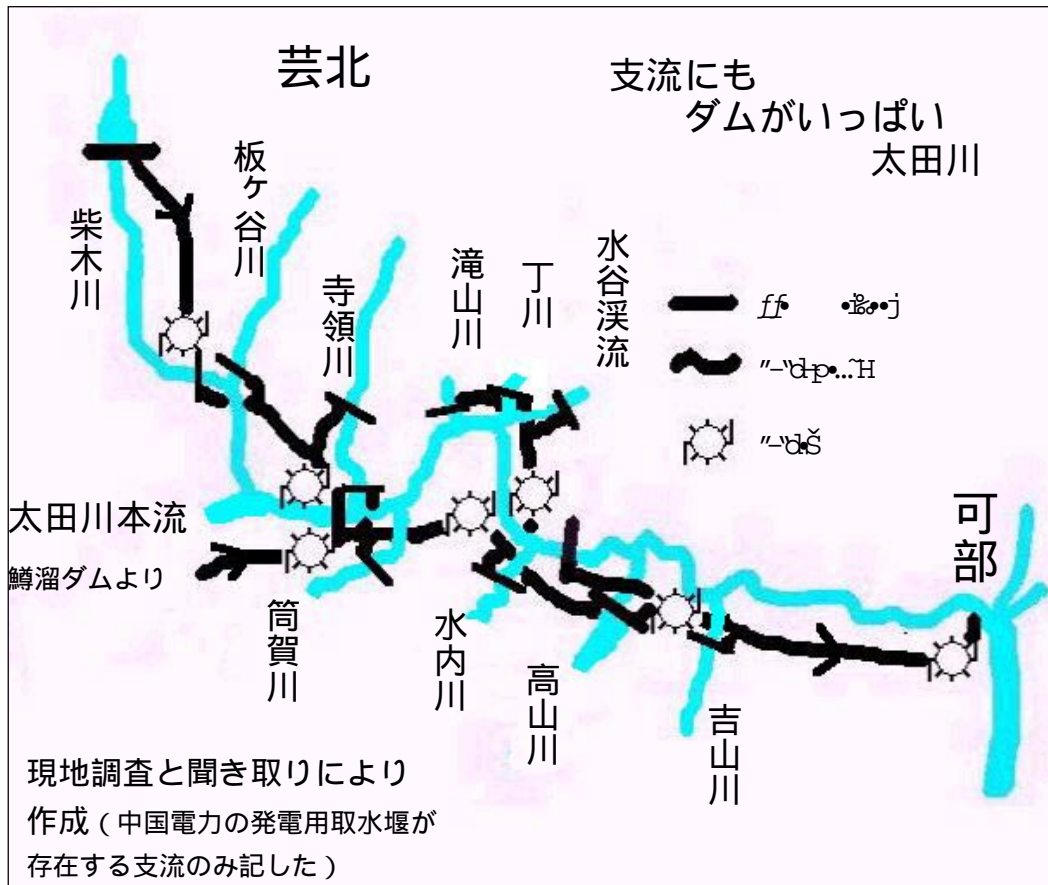 芸北
支流にも
ダムがいっぱい
太田川
柴木川
板ヶ谷川
寺領川
滝山川
丁川
水谷渓流
太田川本流
鱒溜ダムより
可部
筒賀川
水内川
高山川
吉山川
現地調査と聞き取りにより
作成(中国電力の発電用取水堰が
存在する支流のみ記した)